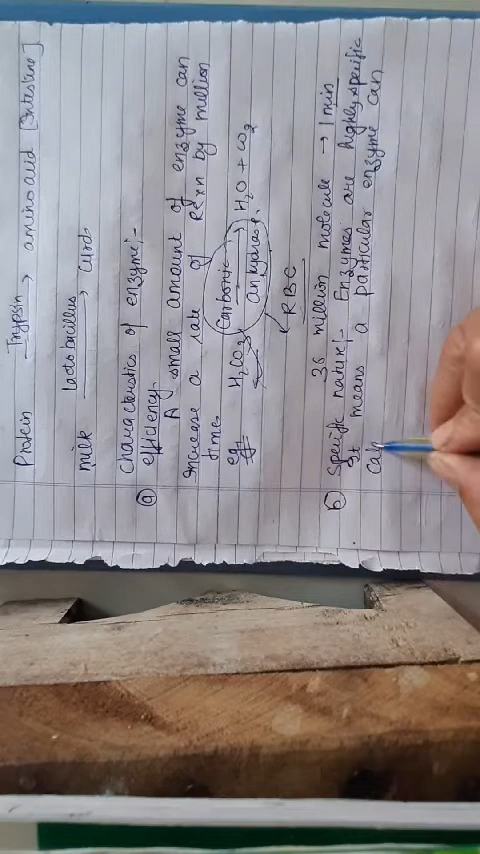 Protein Trypsin → amino acid [Intestine]
milk lactobacillus → curd.
Characteristics of enzyme:-
(a) efficiency
A small amount of enzyme can
increase a rate of Rexn by million
time.
eg H2CO3 Carbonic anhydrase → H2O + CO2
RBC
36 million molecule → 1 min
(b) Specific nature:- Enzymes are highly specific
It means a particular enzyme can
cat